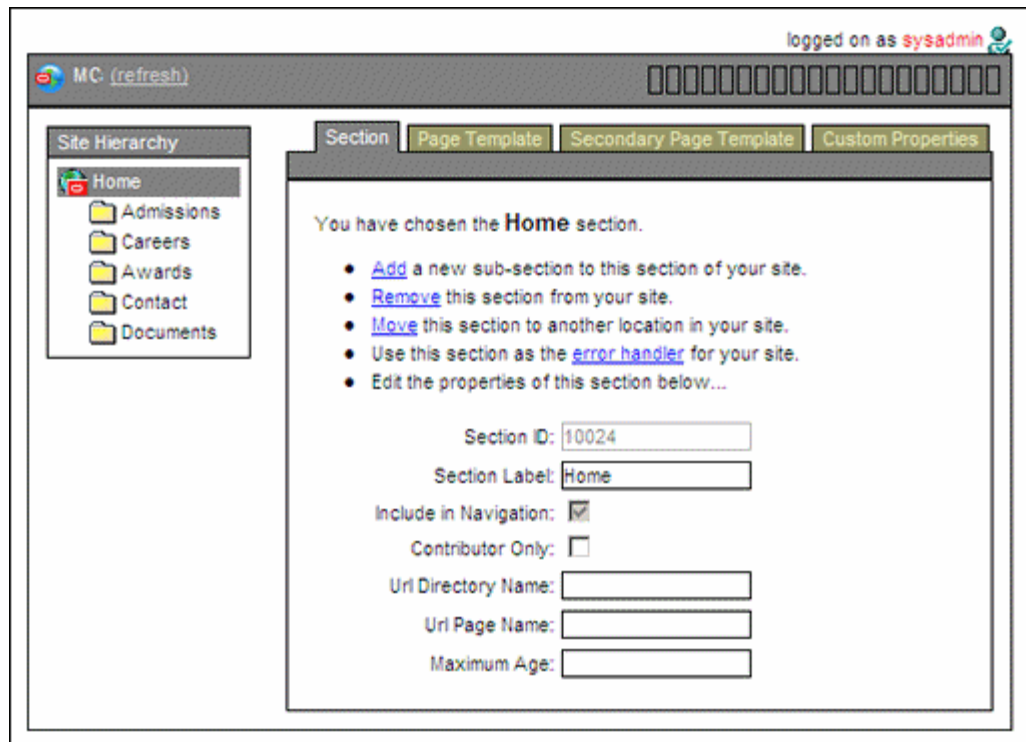 logged on as sysadmin
MC (refresh)
Site Hierarchy
Home
Admissions
Careers
Awards
Contact
Documents
Section
Page Template
Secondary Page Template
Custom Properties
You have chosen the Home section.
Add a new sub-section to this section of your site.
Remove this section from your site.
Move this section to another location in your site.
Use this section as the error handler for your site.
Edit the properties of this section below...
Section ID: 10024
Section Label: Home
Include in Navigation:
Contributor Only:
Url Directory Name:
Url Page Name:
Maximum Age: